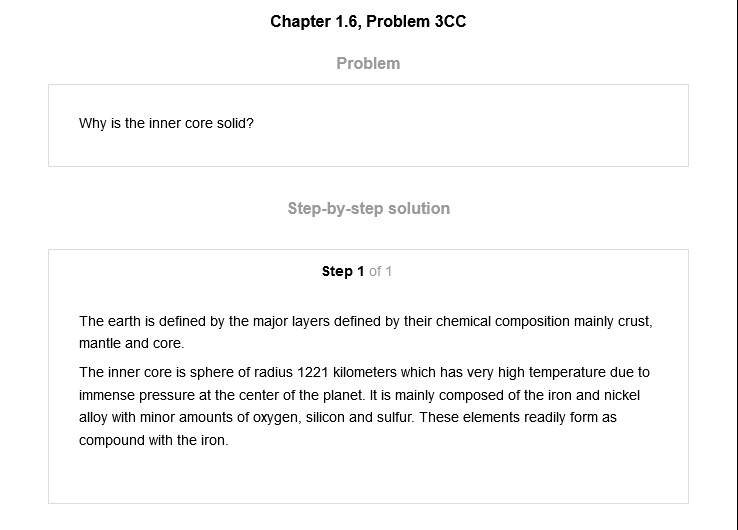 Chapter 1.6, Problem 3CC
Problem
Why is the inner core solid?
Step-by-step solution
Step 1 of 1
The earth is defined by the major layers defined by their chemical composition mainly crust,
mantle and core.
The inner core is sphere of radius 1221 kilometers which has very high temperature due to
immense pressure at the center of the planet. It is mainly composed of the iron and nickel
alloy with minor amounts of oxygen, silicon and sulfur. These elements readily form as
compound with the iron.